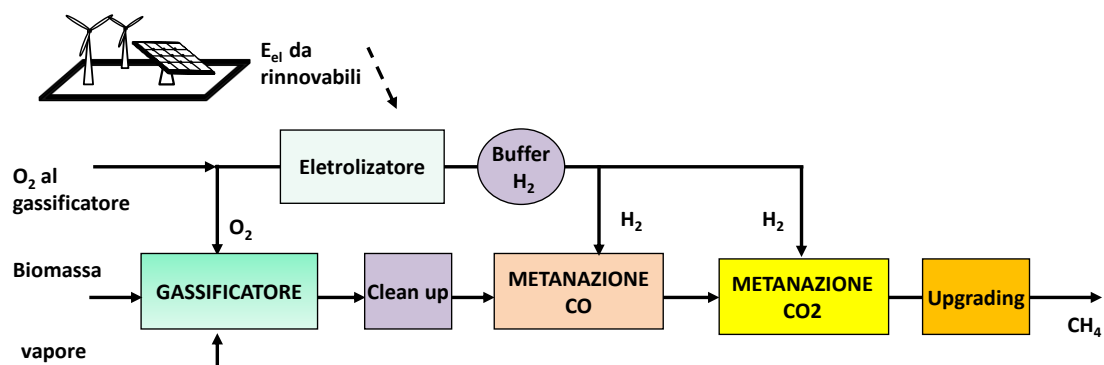 E_el da
rinnovabili
Eletrolizatore
Buffer
H₂
O₂ al
gassificatore
O₂
H₂
H₂
Biomassa
GASSIFICATORE
Clean up
METANAZIONE
CO
METANAZIONE
CO2
Upgrading
CH₄
vapore